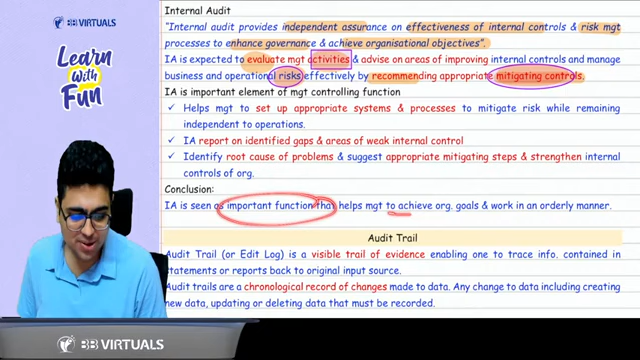 BB VIRTUALS
Learn
with
Fun
Internal Audit
"Internal audit provides independent assurance on effectiveness of internal controls & risk mgt
processes to enhance governance & achieve organisational objectives".
IA is expected to evaluate mgt activities & advise on areas of improving internal controls and manage
business and operational risks effectively by recommending appropriate mitigating controls.
IA is important element of mgt controlling function
✓ Helps mgt to set up appropriate systems & processes to mitigate risk while remaining
independent to operations.
✓ IA report on identified gaps & areas of weak internal control
✓ Identify root cause of problems & suggest appropriate mitigating steps & strengthen internal
controls of org.
Conclusion:
IA is seen as important function that helps mgt to achieve org. goals & work in an orderly manner.
Audit Trail
Audit Trail (or Edit Log) is a visible trail of evidence enabling one to trace info. contained in
statements or reports back to original input source.
Audit trails are a chronological record of changes made to data. Any change to data including creating
new data, updating or deleting data that must be recorded.
BB VIRTUALS